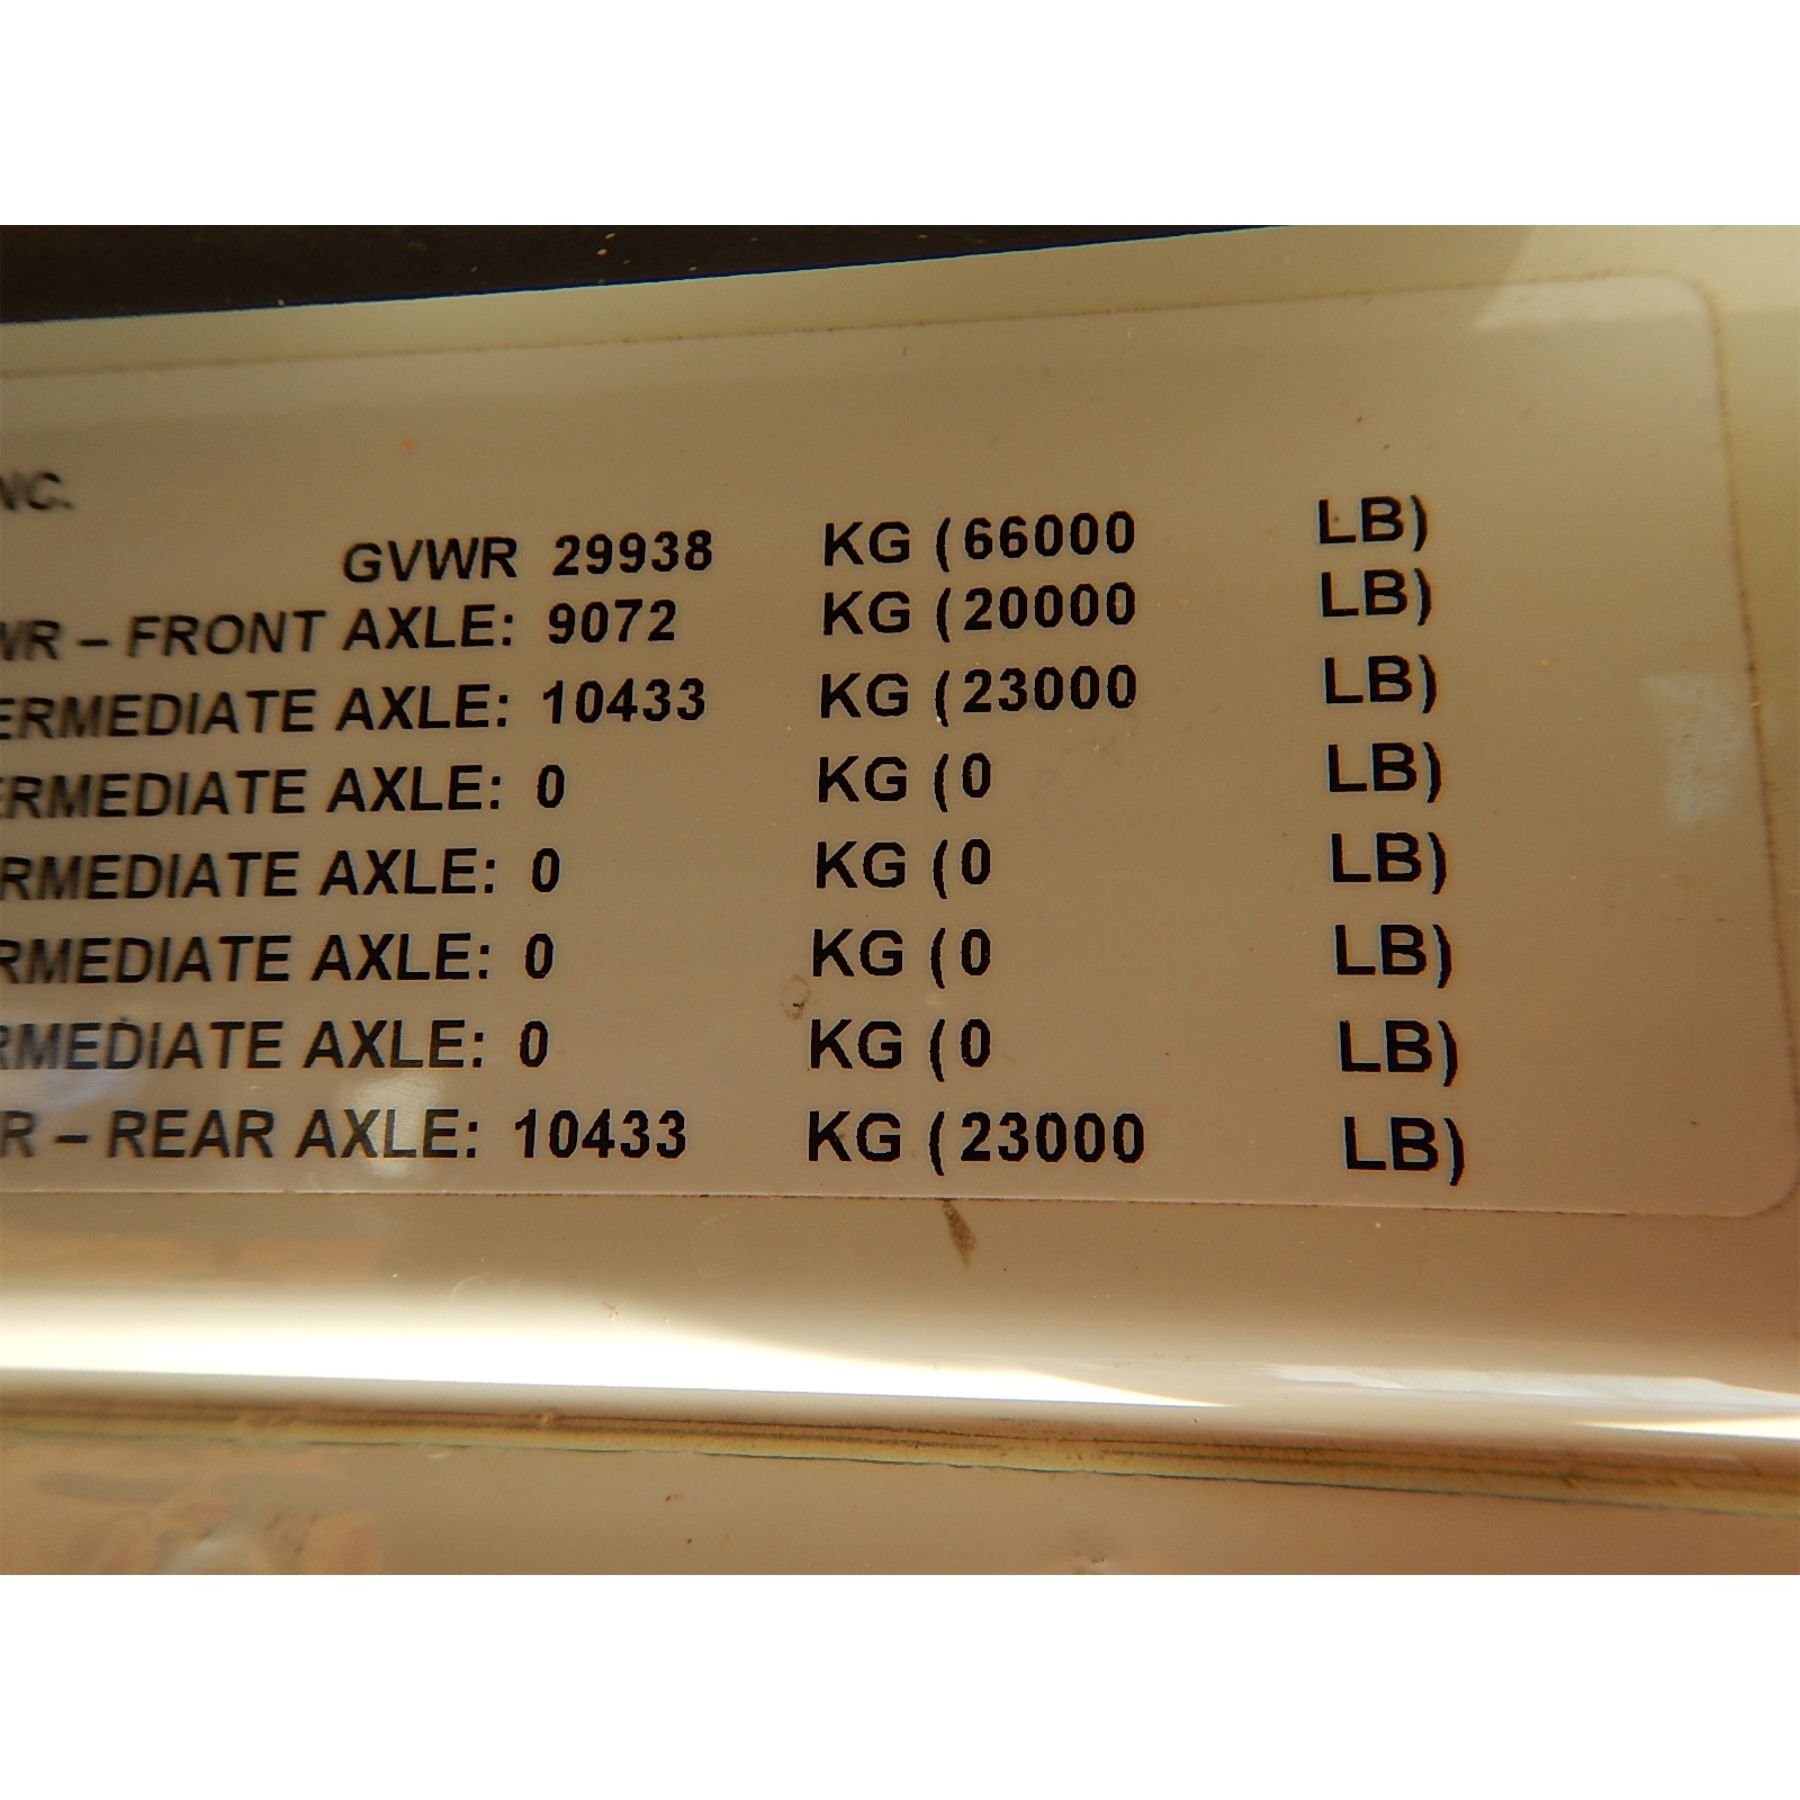 NC.
GVWR 29938 KG (66000 LB)
WR – FRONT AXLE: 9072 KG (20000 LB)
ERMEDIATE AXLE: 10433 KG (23000 LB)
ERMEDIATE AXLE: 0 KG (0 LB)
RMEDIATE AXLE: 0 KG (0 LB)
RMEDIATE AXLE: 0 KG (0 LB)
RMEDIATE AXLE: 0 KG (0 LB)
R – REAR AXLE: 10433 KG (23000 LB)